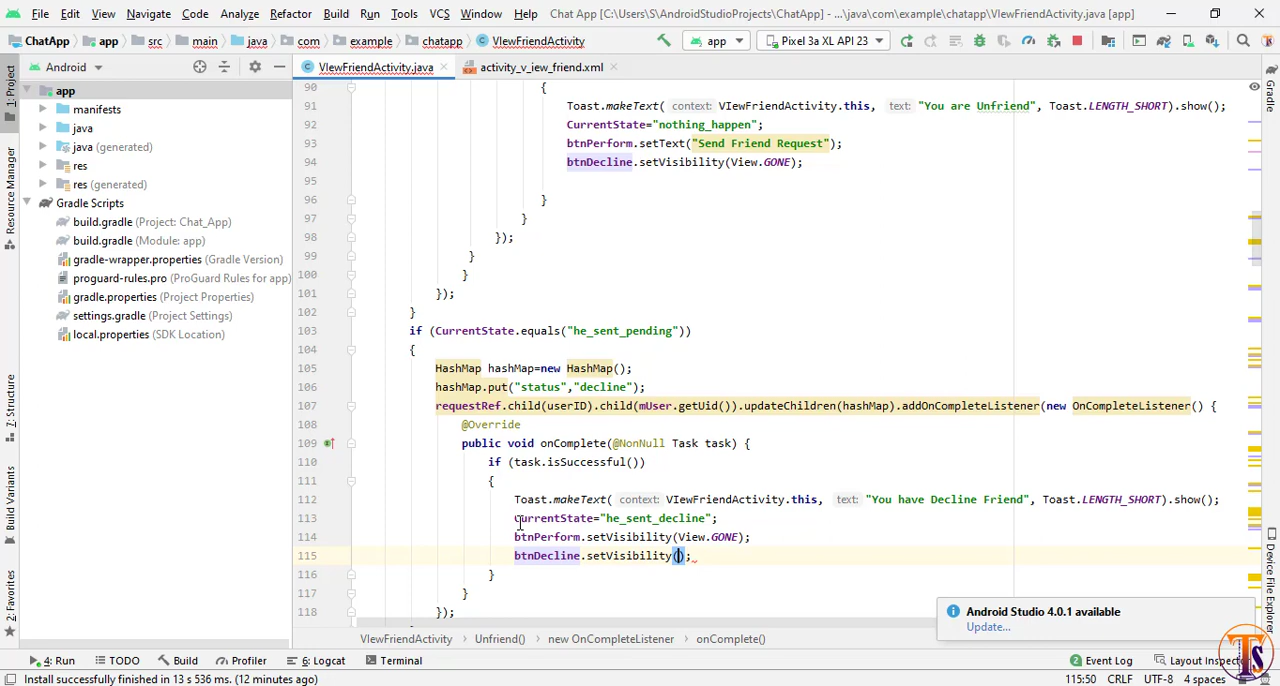 File Edit View Navigate Code Analyze Refactor Build Run Tools VCS Window Help Chat App [C:\Users\S\AndroidStudioProjects\ChatApp] - ...\java\com\example\chatapp\VIewFriendActivity.java [app]
ChatApp app src main java com example chatapp VIewFriendActivity app Pixel 3a XL API 23
Android VIewFriendActivity.java activity_v_iew_friend.xml
1: Project
Resource Manager
7: Structure
Build Variants
2: Favorites
app
manifests
java
java (generated)
res
res (generated)
Gradle Scripts
build.gradle (Project: Chat_App)
build.gradle (Module: app)
gradle-wrapper.properties (Gradle Version)
proguard-rules.pro (ProGuard Rules for app)
gradle.properties (Project Properties)
settings.gradle (Project Settings)
local.properties (SDK Location)
90 {
91 Toast.makeText( context: VIewFriendActivity.this, text: "You are Unfriend", Toast.LENGTH_SHORT).show();
92 CurrentState="nothing_happen";
93 btnPerform.setText("Send Friend Request");
94 btnDecline.setVisibility(View.GONE);
95
96 }
97 }
98 });
99 }
100 }
101 });
102 }
103 if (CurrentState.equals("he_sent_pending"))
104 {
105 HashMap hashMap=new HashMap();
106 hashMap.put("status","decline");
107 requestRef.child(userID).child(mUser.getUid()).updateChildren(hashMap).addOnCompleteListener(new OnCompleteListener() {
108 @Override
109 public void onComplete(@NonNull Task task) {
110 if (task.isSuccessful())
111 {
112 Toast.makeText( context: VIewFriendActivity.this, text: "You have Decline Friend", Toast.LENGTH_SHORT).show();
113 CurrentState="he_sent_decline";
114 btnPerform.setVisibility(View.GONE);
115 btnDecline.setVisibility();
116 }
117 }
118 });
Gradle
Device File Explorer
Android Studio 4.0.1 available
Update...
VIewFriendActivity Unfriend() new OnCompleteListener onComplete()
4: Run TODO Build Profiler 6: Logcat Terminal 2 Event Log Layout Inspec
Install successfully finished in 13 s 536 ms. (12 minutes ago) 115:50 CRLF UTF-8 4 spaces
TS